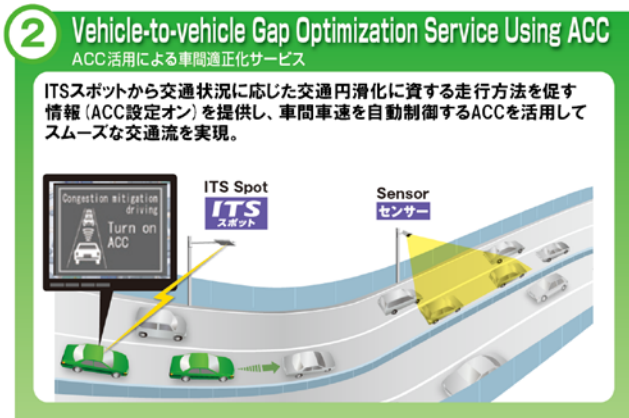 2 Vehicle-to-vehicle Gap Optimization Service Using ACC
ACC活用による車間適正化サービス
ITSスポットから交通状況に応じた交通円滑化に資する走行方法を促す
情報（ACC設定オン）を提供し、車間車速を自動制御するACCを活用して
スムーズな交通流を実現。
Congestion mitigation
driving
Turn on
ACC
ITS Spot
ITS
スポット
Sensor
センサー